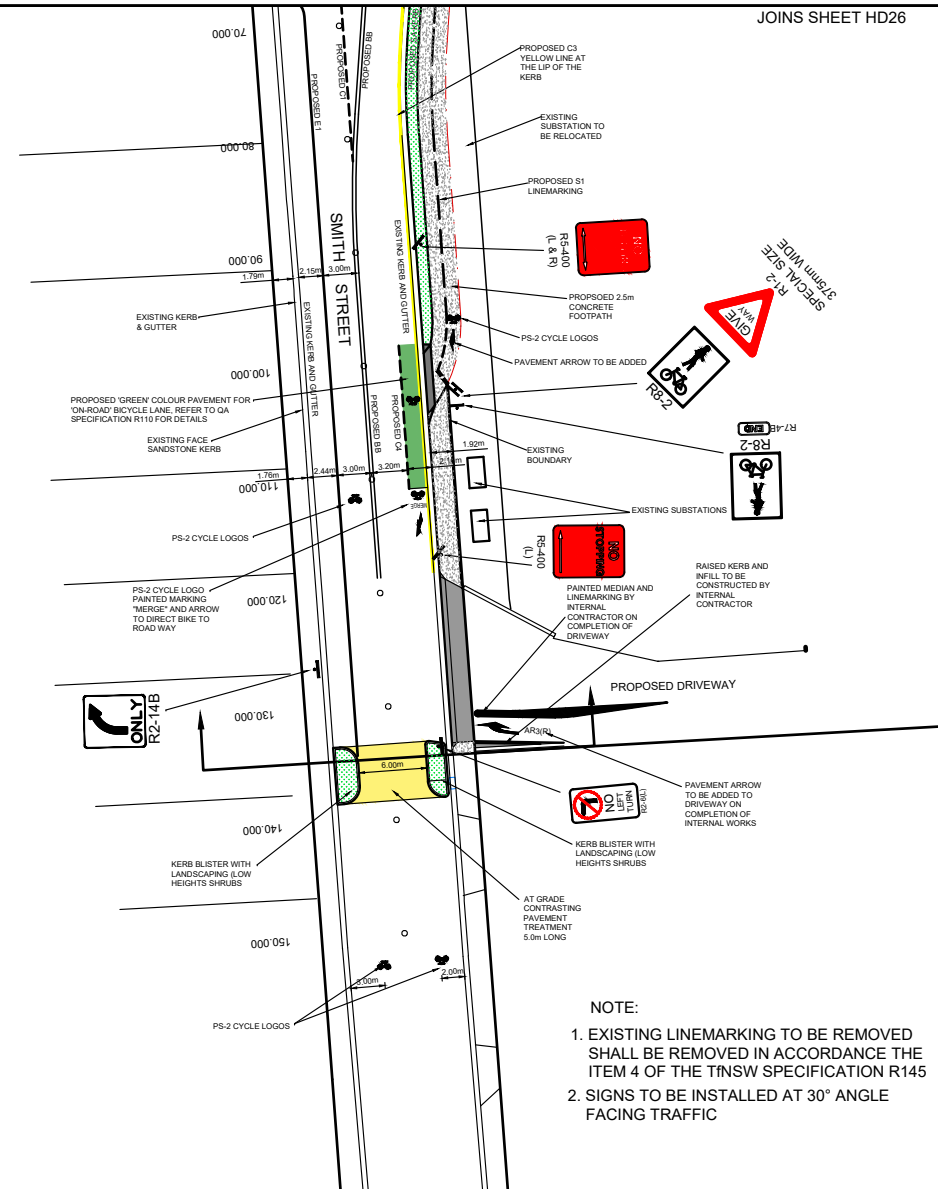 JOINS SHEET HD26
70.000
PROPOSED C1
PROPOSED BB
PROPOSED E1
PROPOSED C3
YELLOW LINE AT
THE LIP OF THE
KERB
EXISTING
SUBSTATION TO
BE RELOCATED
80.000
PROPOSED S1
LINEMARKING
SMITH STREET
EXISTING KERB AND GUTTER
R5-400
(L & R)
90.000
1.79m
2.15m
3.00m
EXISTING KERB
& GUTTER
EXISTING KERB AND GUTTER
PROPSOED 2.5m
CONCRETE
FOOTPATH
GIVE
WAY
R1-2
SPECIAL SIZE
375mm WIDE
PS-2 CYCLE LOGOS
PAVEMENT ARROW TO BE ADDED
R8-2
100.000
PROPOSED 'GREEN' COLOUR PAVEMENT FOR
'ON-ROAD' BICYCLE LANE, REFER TO QA
SPECIFICATION R110 FOR DETAILS
PROPOSED BB
PROPOSED C4
EXISTING FACE
SANDSTONE KERB
1.92m
EXISTING
BOUNDARY
END
R7-4B
R8-2
1.76m
2.44m
3.00m
3.20m
110.000
EXISTING SUBSTATIONS
MERGE
PS-2 CYCLE LOGOS
R5-400
(L)
NO
STOPPING
PS-2 CYCLE LOGO
PAINTED MARKING
"MERGE" AND ARROW
TO DIRECT BIKE TO
ROAD WAY
120.000
PAINTED MEDIAN AND
LINEMARKING BY
INTERNAL
CONTRACTOR ON
COMPLETION OF
DRIVEWAY
RAISED KERB AND
INFILL TO BE
CONSTRUCTED BY
INTERNAL
CONTRACTOR
PROPOSED DRIVEWAY
ONLY
R2-14B
130.000
AR3(R)
6.00m
NO
LEFT
TURN
R2-6(L)
PAVEMENT ARROW
TO BE ADDED TO
DRIVEWAY ON
COMPLETION OF
INTERNAL WORKS
140.000
KERB BLISTER WITH
LANDSCAPING (LOW
HEIGHTS SHRUBS
KERB BLISTER WITH
LANDSCAPING (LOW
HEIGHTS SHRUBS
AT GRADE
CONTRASTING
PAVEMENT
TREATMENT
5.0m LONG
150.000
3.00m
2.00m
PS-2 CYCLE LOGOS
NOTE:
1. EXISTING LINEMARKING TO BE REMOVED
SHALL BE REMOVED IN ACCORDANCE THE
ITEM 4 OF THE TfNSW SPECIFICATION R145
2. SIGNS TO BE INSTALLED AT 30° ANGLE
FACING TRAFFIC